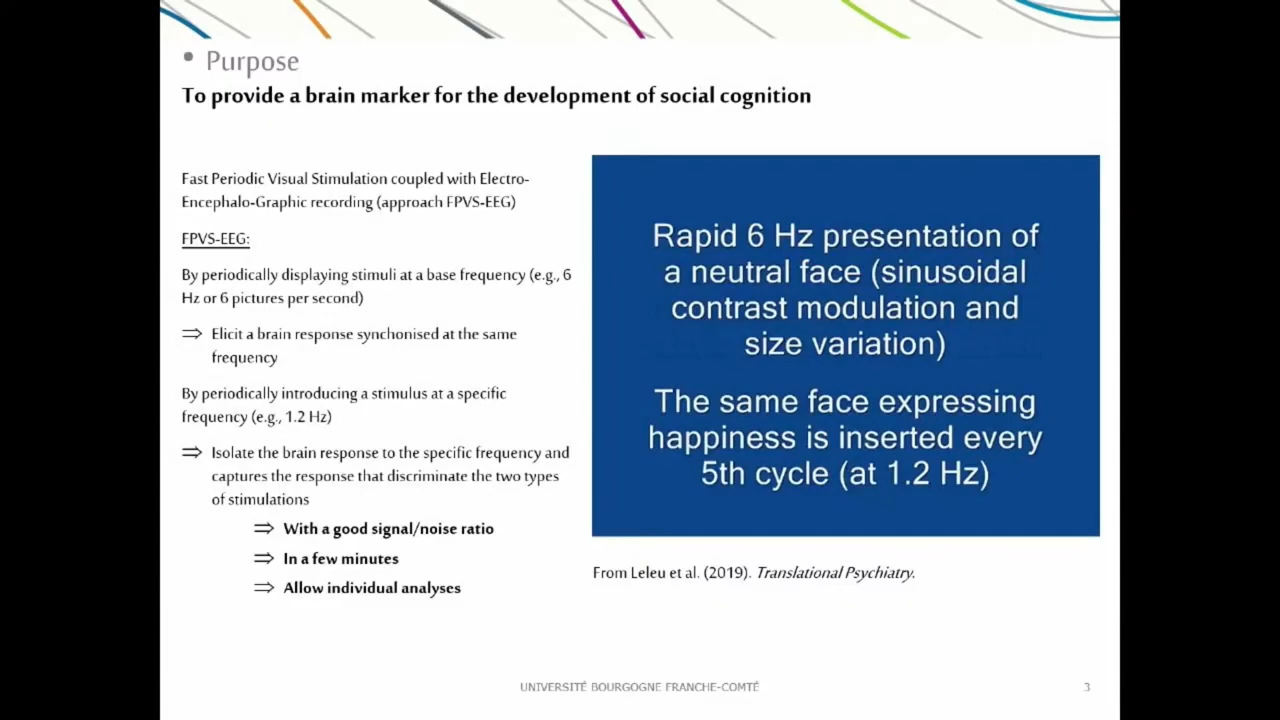 • Purpose
To provide a brain marker for the development of social cognition
Fast Periodic Visual Stimulation coupled with Electro-
Encephalo-Graphic recording (approach FPVS-EEG)
FPVS-EEG:
By periodically displaying stimuli at a base frequency (e.g., 6
Hz or 6 pictures per second)
⇒ Elicit a brain response synchonised at the same
frequency
By periodically introducing a stimulus at a specific
frequency (e.g., 1.2 Hz)
⇒ Isolate the brain response to the specific frequency and
captures the response that discriminate the two types
of stimulations
⇒ With a good signal/noise ratio
⇒ In a few minutes
⇒ Allow individual analyses
Rapid 6 Hz presentation of
a neutral face (sinusoidal
contrast modulation and
size variation)
The same face expressing
happiness is inserted every
5th cycle (at 1.2 Hz)
From Leleu et al. (2019). Translational Psychiatry.
UNIVERSITÉ BOURGOGNE FRANCHE-COMTÉ
3